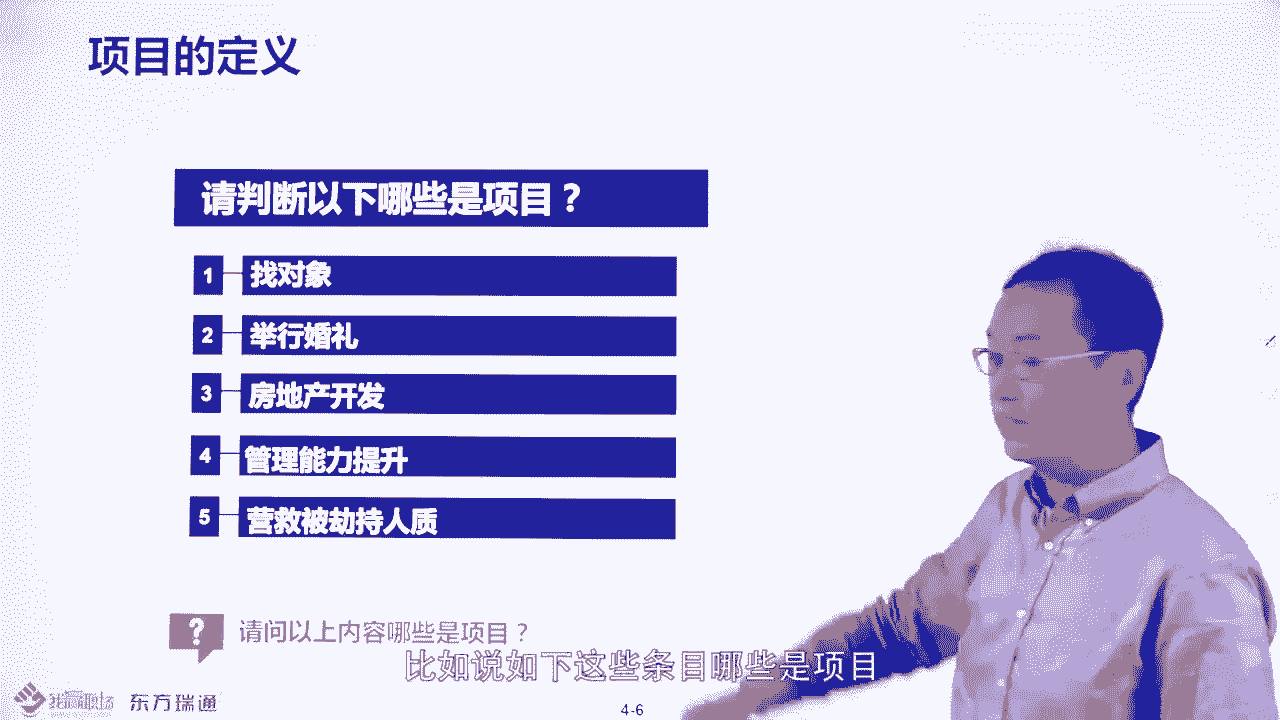 项目的定义
请判断以下哪些是项目？
1 找对象
2 举行婚礼
3 房地产开发
4 管理能力提升
5 营救被劫持人质
? 请问以上内容哪些是项目？
比如说如下这些条目哪些是项目
东方瑞通
4-6